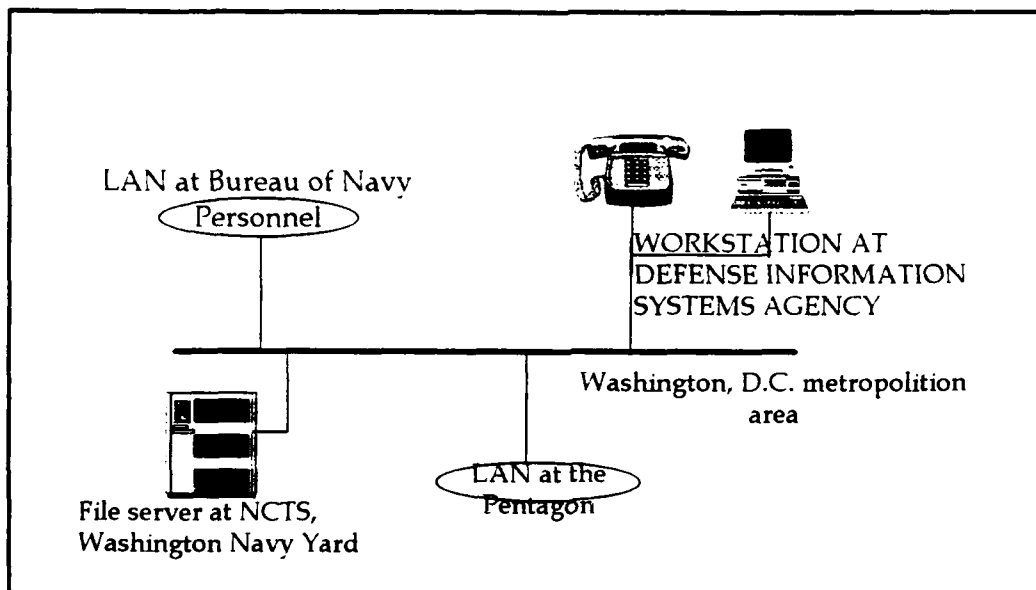 LAN at Bureau of Navy
Personnel
WORKSTATION AT
DEFENSE INFORMATION
SYSTEMS AGENCY
Washington, D.C. metropolition
area
LAN at the
Pentagon
File server at NCTS,
Washington Navy Yard